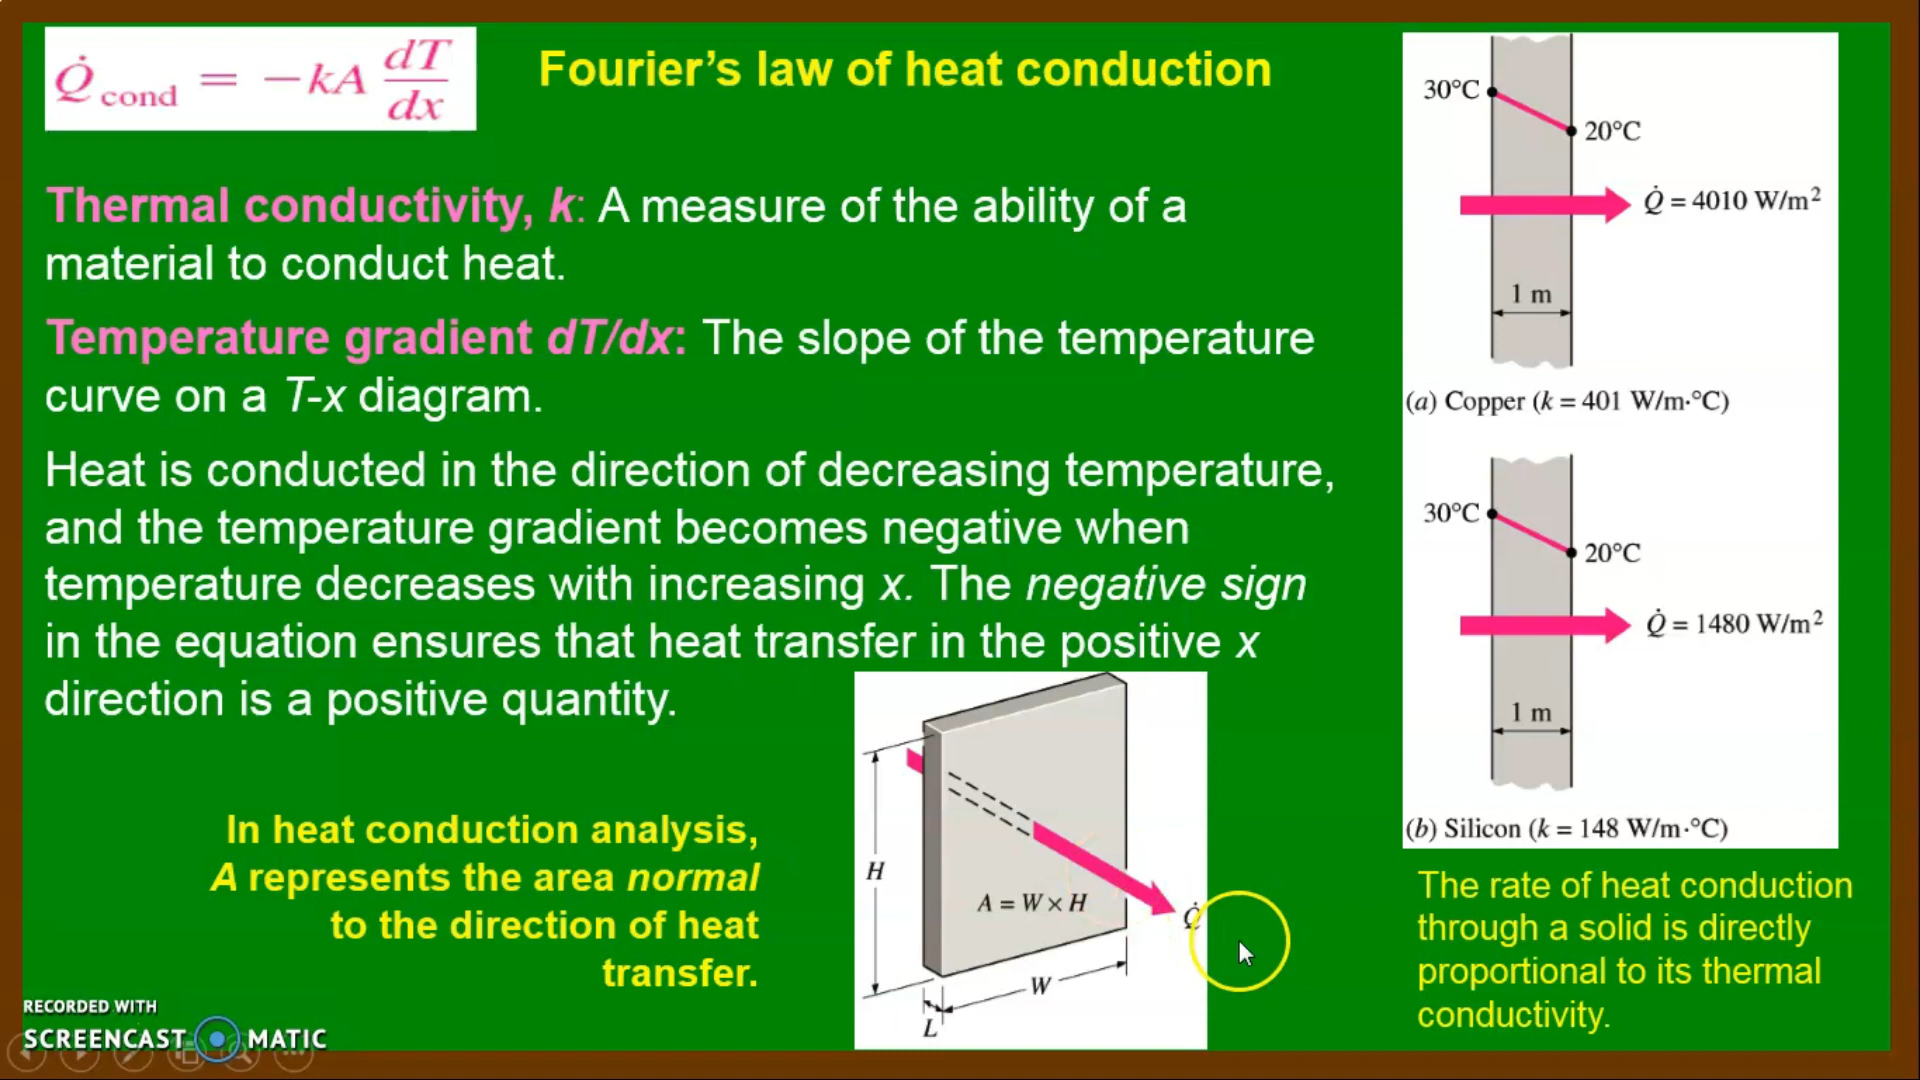 Q̇cond = −kA dT/dx
Fourier's law of heat conduction
Thermal conductivity, k: A measure of the ability of a
material to conduct heat.
Temperature gradient dT/dx: The slope of the temperature
curve on a T-x diagram.
Heat is conducted in the direction of decreasing temperature,
and the temperature gradient becomes negative when
temperature decreases with increasing x. The negative sign
in the equation ensures that heat transfer in the positive x
direction is a positive quantity.
In heat conduction analysis,
A represents the area normal
to the direction of heat
transfer.
H
A = W × H
Q̇
W
L
30°C
20°C
Q̇ = 4010 W/m²
1 m
(a) Copper (k = 401 W/m·°C)
30°C
20°C
Q̇ = 1480 W/m²
1 m
(b) Silicon (k = 148 W/m·°C)
The rate of heat conduction
through a solid is directly
proportional to its thermal
conductivity.
RECORDED WITH
SCREENCAST MATIC